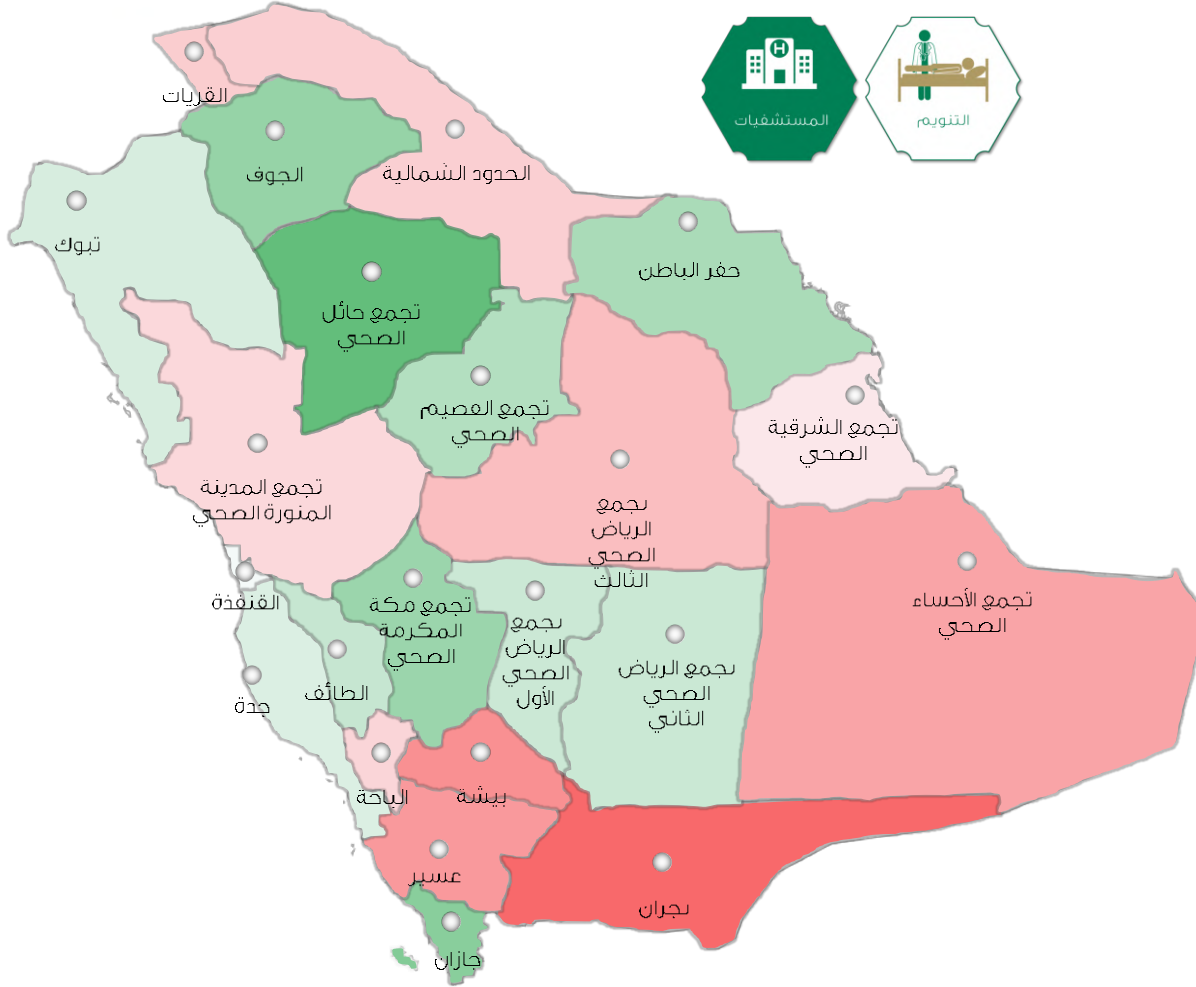 المستشفيات
التنويم
القريات
الحدود الشمالية
الجوف
تبوك
حفر الباطن
تجمع حائل
الصحي
تجمع القصيم
الصحي
تجمع الشرقية
الصحي
تجمع المدينة
المنورة الصحي
تجمع
الرياض
الصحي
الثالث
القنفذة
تجمع مكة
المكرمة
الصحي
تجمع
الرياض
الصحي
الأول
تجمع الرياض
الصحي
الثاني
تجمع الأحساء
الصحي
الطائف
جدة
الباحة
بيشة
عسير
نجران
جازان
H